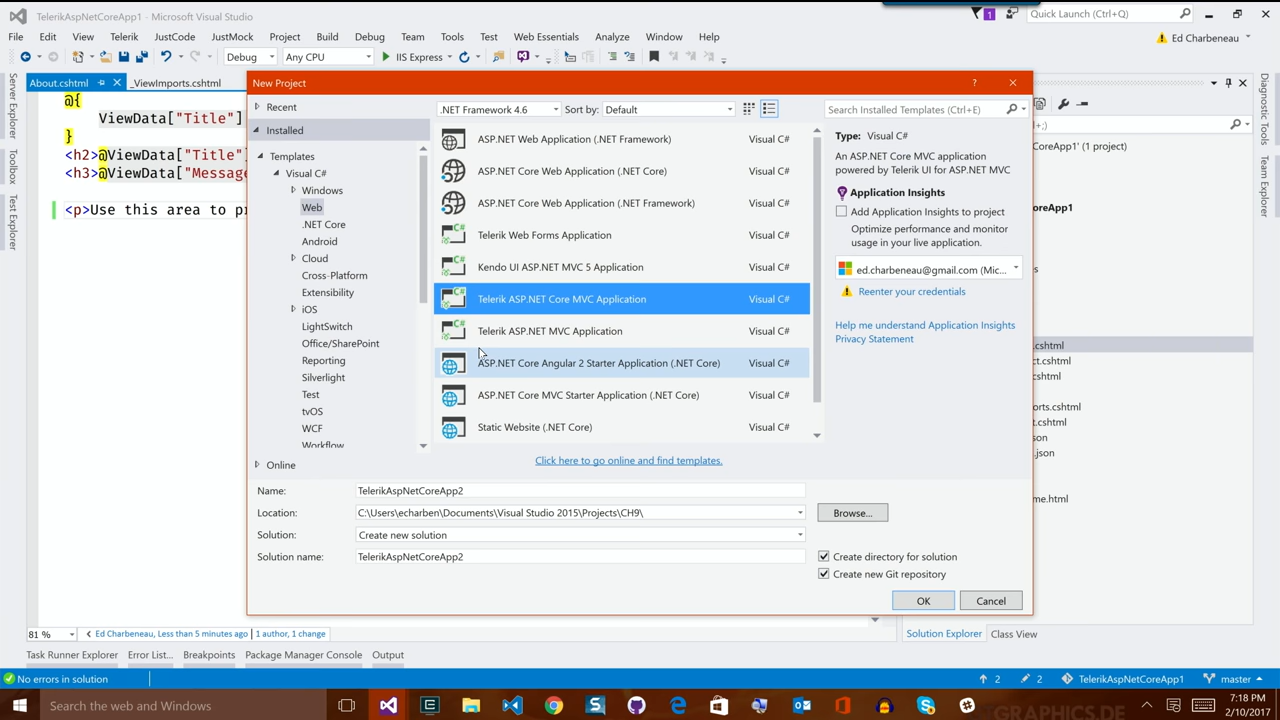 TelerikAspNetCoreApp1 - Microsoft Visual Studio
1
Quick Launch (Ctrl+Q)
File Edit View Telerik JustCode JustMock Project Build Debug Team Tools Test Web Essentials Analyze Window Help
Ed Charbeneau
Debug
Any CPU
IIS Express
Server Explorer
Toolbox
Test Explorer
About.cshtml
_ViewImports.cshtml
@{
ViewData["Title"]
}
<h2>@ViewData["Title"]
<h3>@ViewData["Messag
<p>Use this area to pr
New Project
?
Recent
Installed
Templates
Visual C#
Windows
Web
.NET Core
Android
Cloud
Cross-Platform
Extensibility
iOS
LightSwitch
Office/SharePoint
Reporting
Silverlight
Test
tvOS
WCF
Workflow
Online
.NET Framework 4.6
Sort by: Default
Search Installed Templates (Ctrl+E)
ASP.NET Web Application (.NET Framework) Visual C#
ASP.NET Core Web Application (.NET Core) Visual C#
ASP.NET Core Web Application (.NET Framework) Visual C#
Telerik Web Forms Application Visual C#
Kendo UI ASP.NET MVC 5 Application Visual C#
Telerik ASP.NET Core MVC Application Visual C#
Telerik ASP.NET MVC Application Visual C#
ASP.NET Core Angular 2 Starter Application (.NET Core) Visual C#
ASP.NET Core MVC Starter Application (.NET Core) Visual C#
Static Website (.NET Core) Visual C#
Click here to go online and find templates.
Type: Visual C#
An ASP.NET Core MVC application
powered by Telerik UI for ASP.NET MVC
Application Insights
Add Application Insights to project
Optimize performance and monitor
usage in your live application.
ed.charbeneau@gmail.com (Mic...
Reenter your credentials
Help me understand Application Insights
Privacy Statement
Name: TelerikAspNetCoreApp2
Location: C:\Users\echarben\Documents\Visual Studio 2015\Projects\CH9\
Browse...
Solution: Create new solution
Solution name: TelerikAspNetCoreApp2
Create directory for solution
Create new Git repository
OK
Cancel
;)
CoreApp1' (1 project)
oreApp1
s
.cshtml
ct.cshtml
cshtml
orts.cshtml
t.cshtml
son
.json
me.html
Diagnostic Tools
Team Explorer
81 %
Ed Charbeneau, Less than 5 minutes ago | 1 author, 1 change
Solution Explorer Class View
Task Runner Explorer Error List... Breakpoints Package Manager Console Output
No errors in solution
2
2
TelerikAspNetCoreApp1
master
Search the web and Windows
7:18 PM
2/10/2017
GRAPHICS.DE